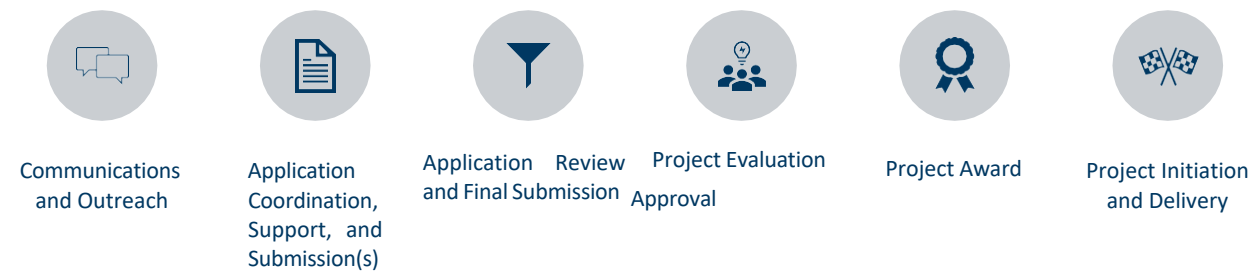 Communications
and Outreach
Application
Coordination,
Support, and
Submission(s)
Application Review
and Final Submission
Project Evaluation
Approval
Project Award
Project Initiation
and Delivery